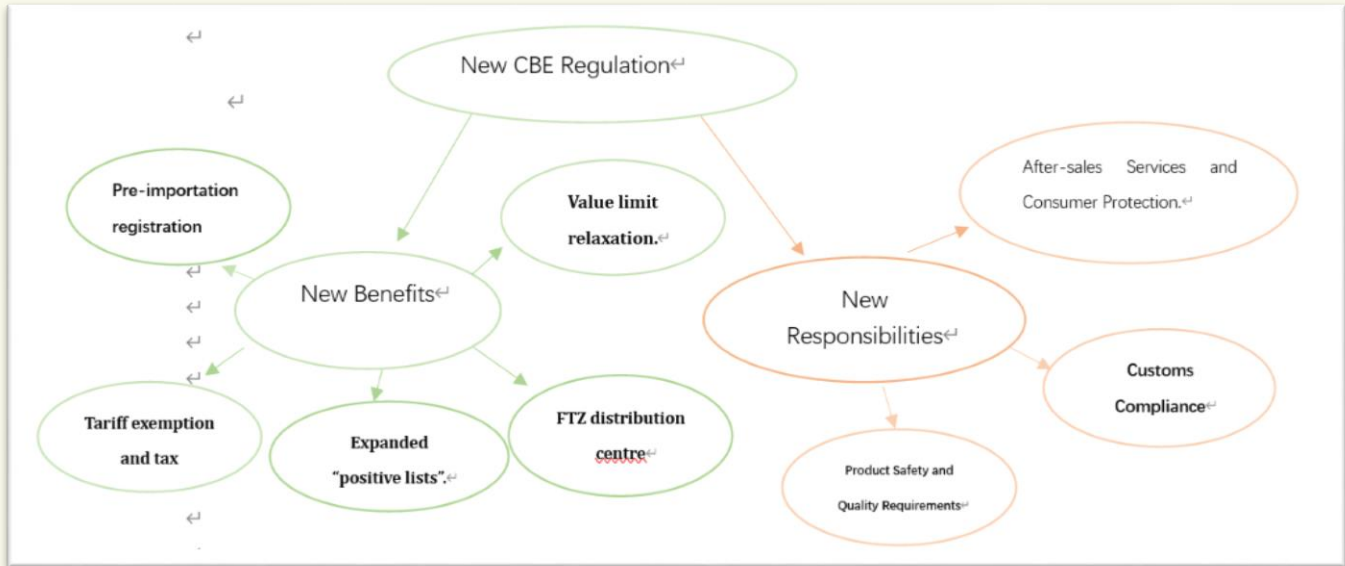 New CBE Regulation
Pre-importation
registration
Value limit
relaxation.
After-sales Services and
Consumer Protection.
New Benefits
New
Responsibilities
Tariff exemption
and tax
Expanded
“positive lists”.
FTZ distribution
centre
Customs
Compliance
Product Safety and
Quality Requirements